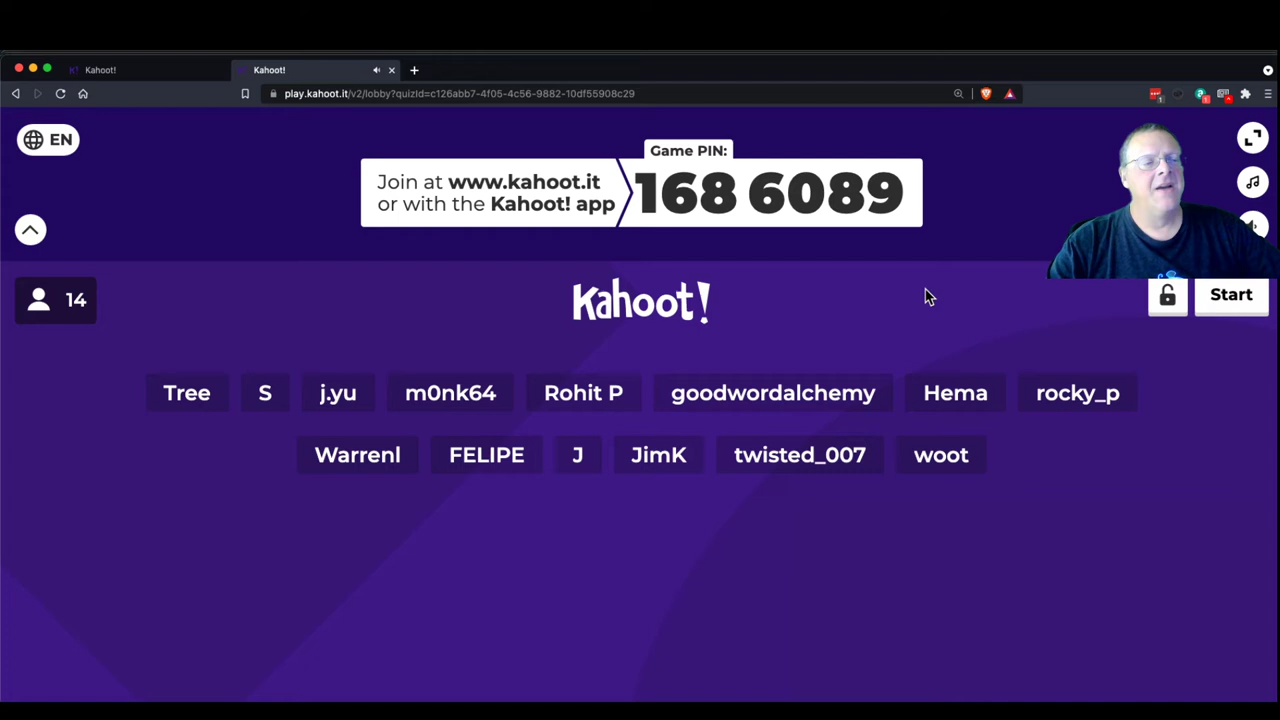 Kahoot!
Kahoot!
play.kahoot.it/v2/lobby?quizId=c126abb7-4f05-4c56-9882-10df55908c29
EN
Game PIN:
Join at www.kahoot.it
or with the Kahoot! app
168 6089
14
Kahoot!
Start
Tree S j.yu m0nk64 Rohit P goodwordalchemy Hema rocky_p
Warrenl FELIPE J JimK twisted_007 woot